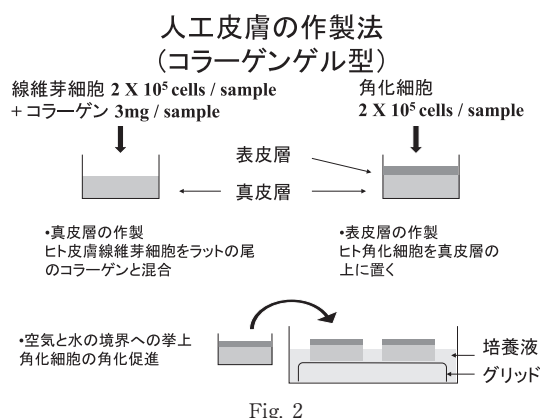 人工皮膚の作製法
（コラーゲンゲル型）
線維芽細胞 2 X 10⁵ cells / sample
+ コラーゲン 3mg / sample
角化細胞
2 X 10⁵ cells / sample
表皮層
真皮層
•真皮層の作製
ヒト皮膚線維芽細胞をラットの尾
のコラーゲンと混合
•表皮層の作製
ヒト角化細胞を真皮層の
上に置く
•空気と水の境界への挙上
角化細胞の角化促進
培養液
グリッド
Fig. 2